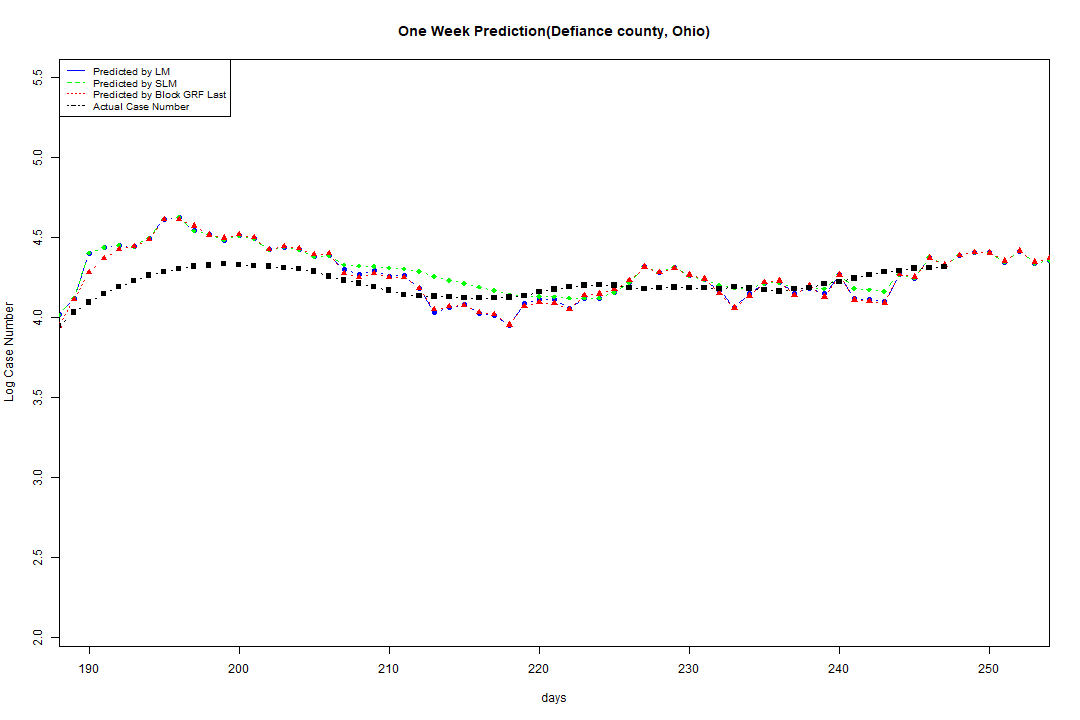 One Week Prediction(Defiance county, Ohio)
Predicted by LM
Predicted by SLM
Predicted by Block GRF Last
Actual Case Number
5.5
5.0
4.5
4.0
3.5
3.0
2.5
2.0
Log Case Number
190 200 210 220 230 240 250
days